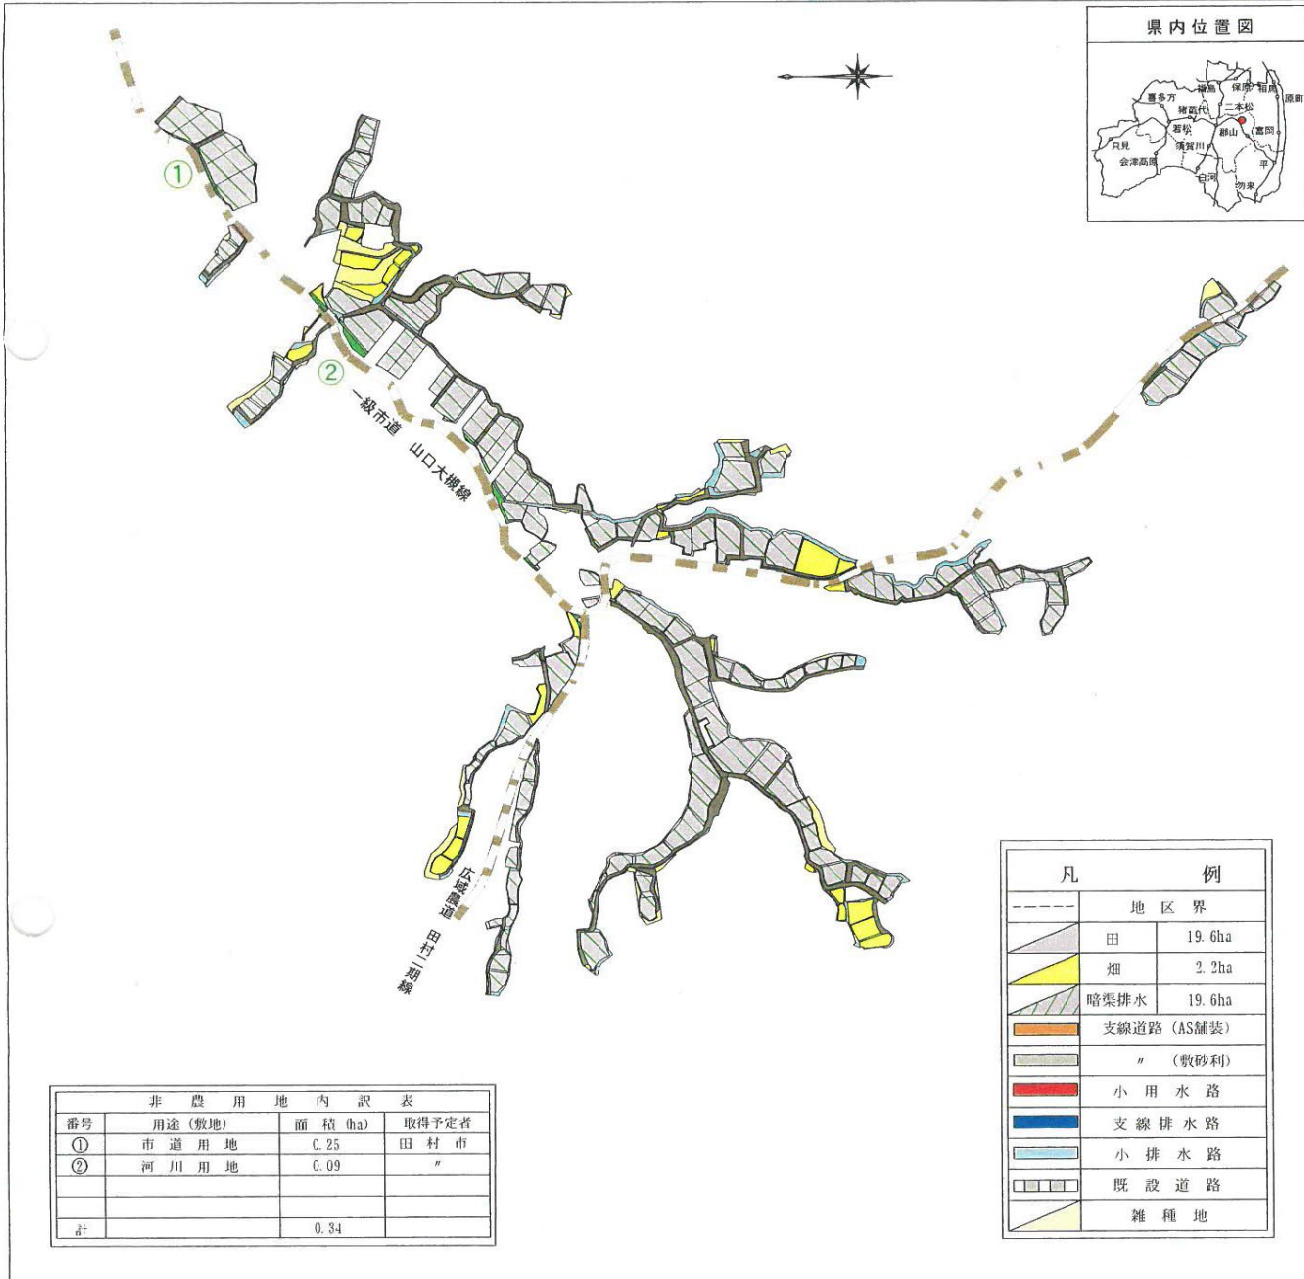 県内位置図
喜多方
福島
保原
相馬
原町
猪苗代
二本松
若松
郡山
富岡
只見
須賀川
会津高原
平
白河
勿来
①
②
一級市道 山口大槻線
広域農道 田村二期線
凡 例
地区界
田 19.6ha
畑 2.2ha
暗渠排水 19.6ha
支線道路 (AS舗装)
〃 (敷砂利)
小用水路
支線排水路
小排水路
既設道路
雑種地
非農用地内訳表
番号 用途(敷地) 面積(ha) 取得予定者
① 市道用地 0.25 田村市
② 河川用地 0.09 〃
計 0.34